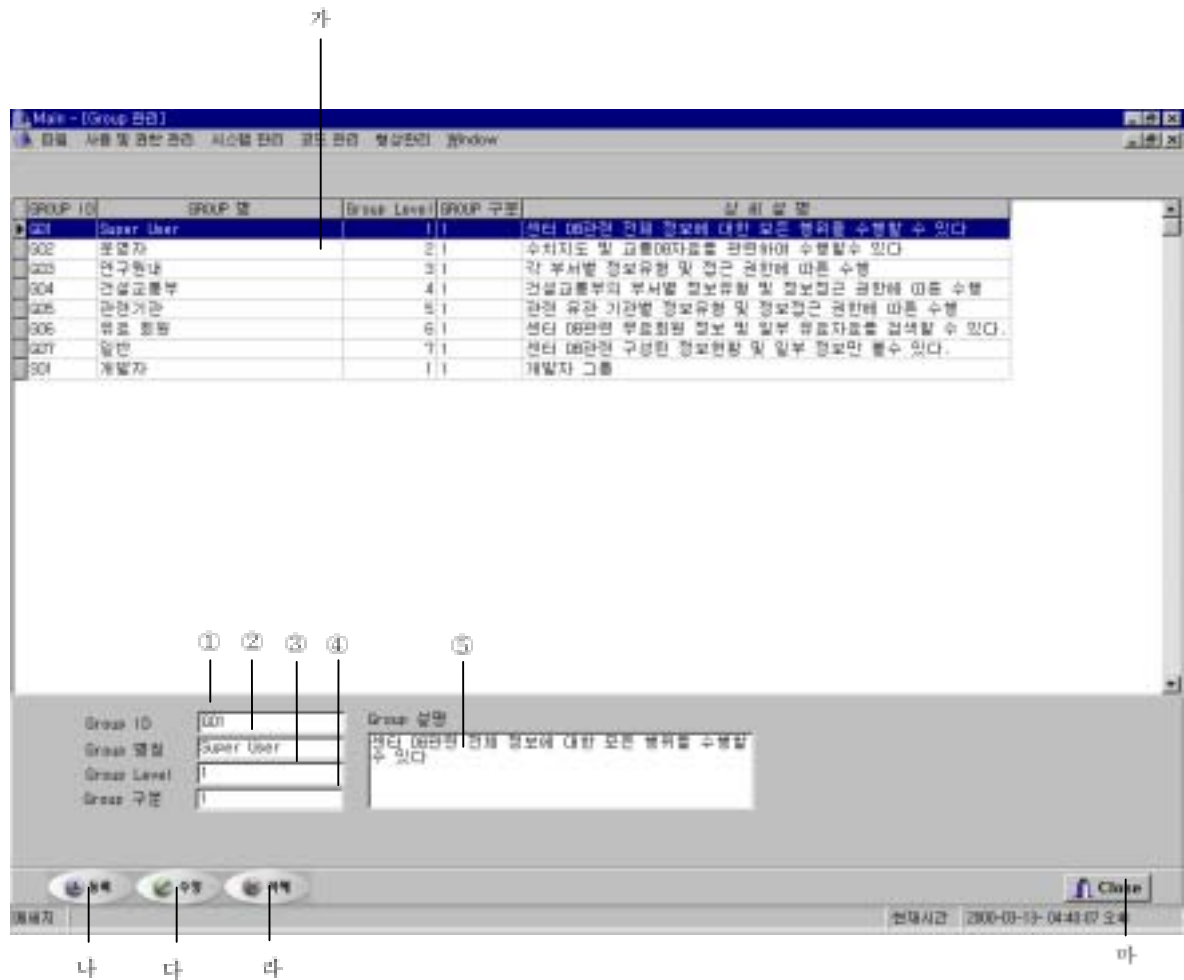 가
Main - [Group 관리]
파일 사용 및 권한 관리 시스템 관리 코드 관리 형상관리 Window
GROUP ID GROUP 명 Group Level GROUP 구분 상 세 설 명
G01 Super User 1 1 센터 DB관련 전체 정보에 대한 모든 행위를 수행할 수 있다
G02 운영자 2 1 수치지도 및 교통DB자료를 관련하여 수행할수 있다
G03 연구원내 3 1 각 부서별 정보유형 및 접근 권한에 따른 수행
G04 건설교통부 4 1 건설교통부의 부서별 정보유형 및 정보접근 권한에 따른 수행
G05 관련기관 5 1 관련 유관 기관별 정보유형 및 정보접근 권한에 따른 수행
G06 유료 회원 6 1 센터 DB관련 무료회원 정보 및 일부 유료자료를 검색할 수 있다.
G07 일반 7 1 센터 DB관련 구성된 정보현황 및 일부 정보만 볼수 있다.
S01 개발자 1 1 개발자 그룹
① ② ③ ④ ⑤
Group ID G01
Group 명칭 Super User
Group Level 1
Group 구분 1
Group 설명
센터 DB관련 전체 정보에 대한 모든 행위를 수행할
수 있다
등록 수정 삭제 Close
메세지 현재시간 04:40:07 오후
나 다 라 마